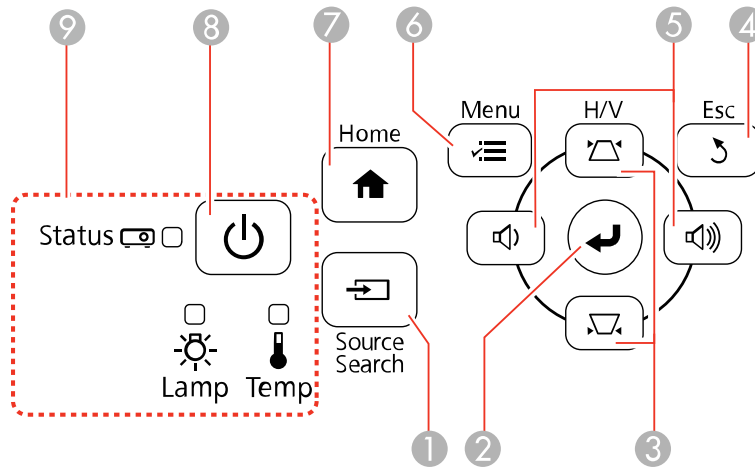 9
8
7
6
5
4
Menu
H/V
Esc
Home
Status
Source
Search
Lamp
Temp
1
2
3